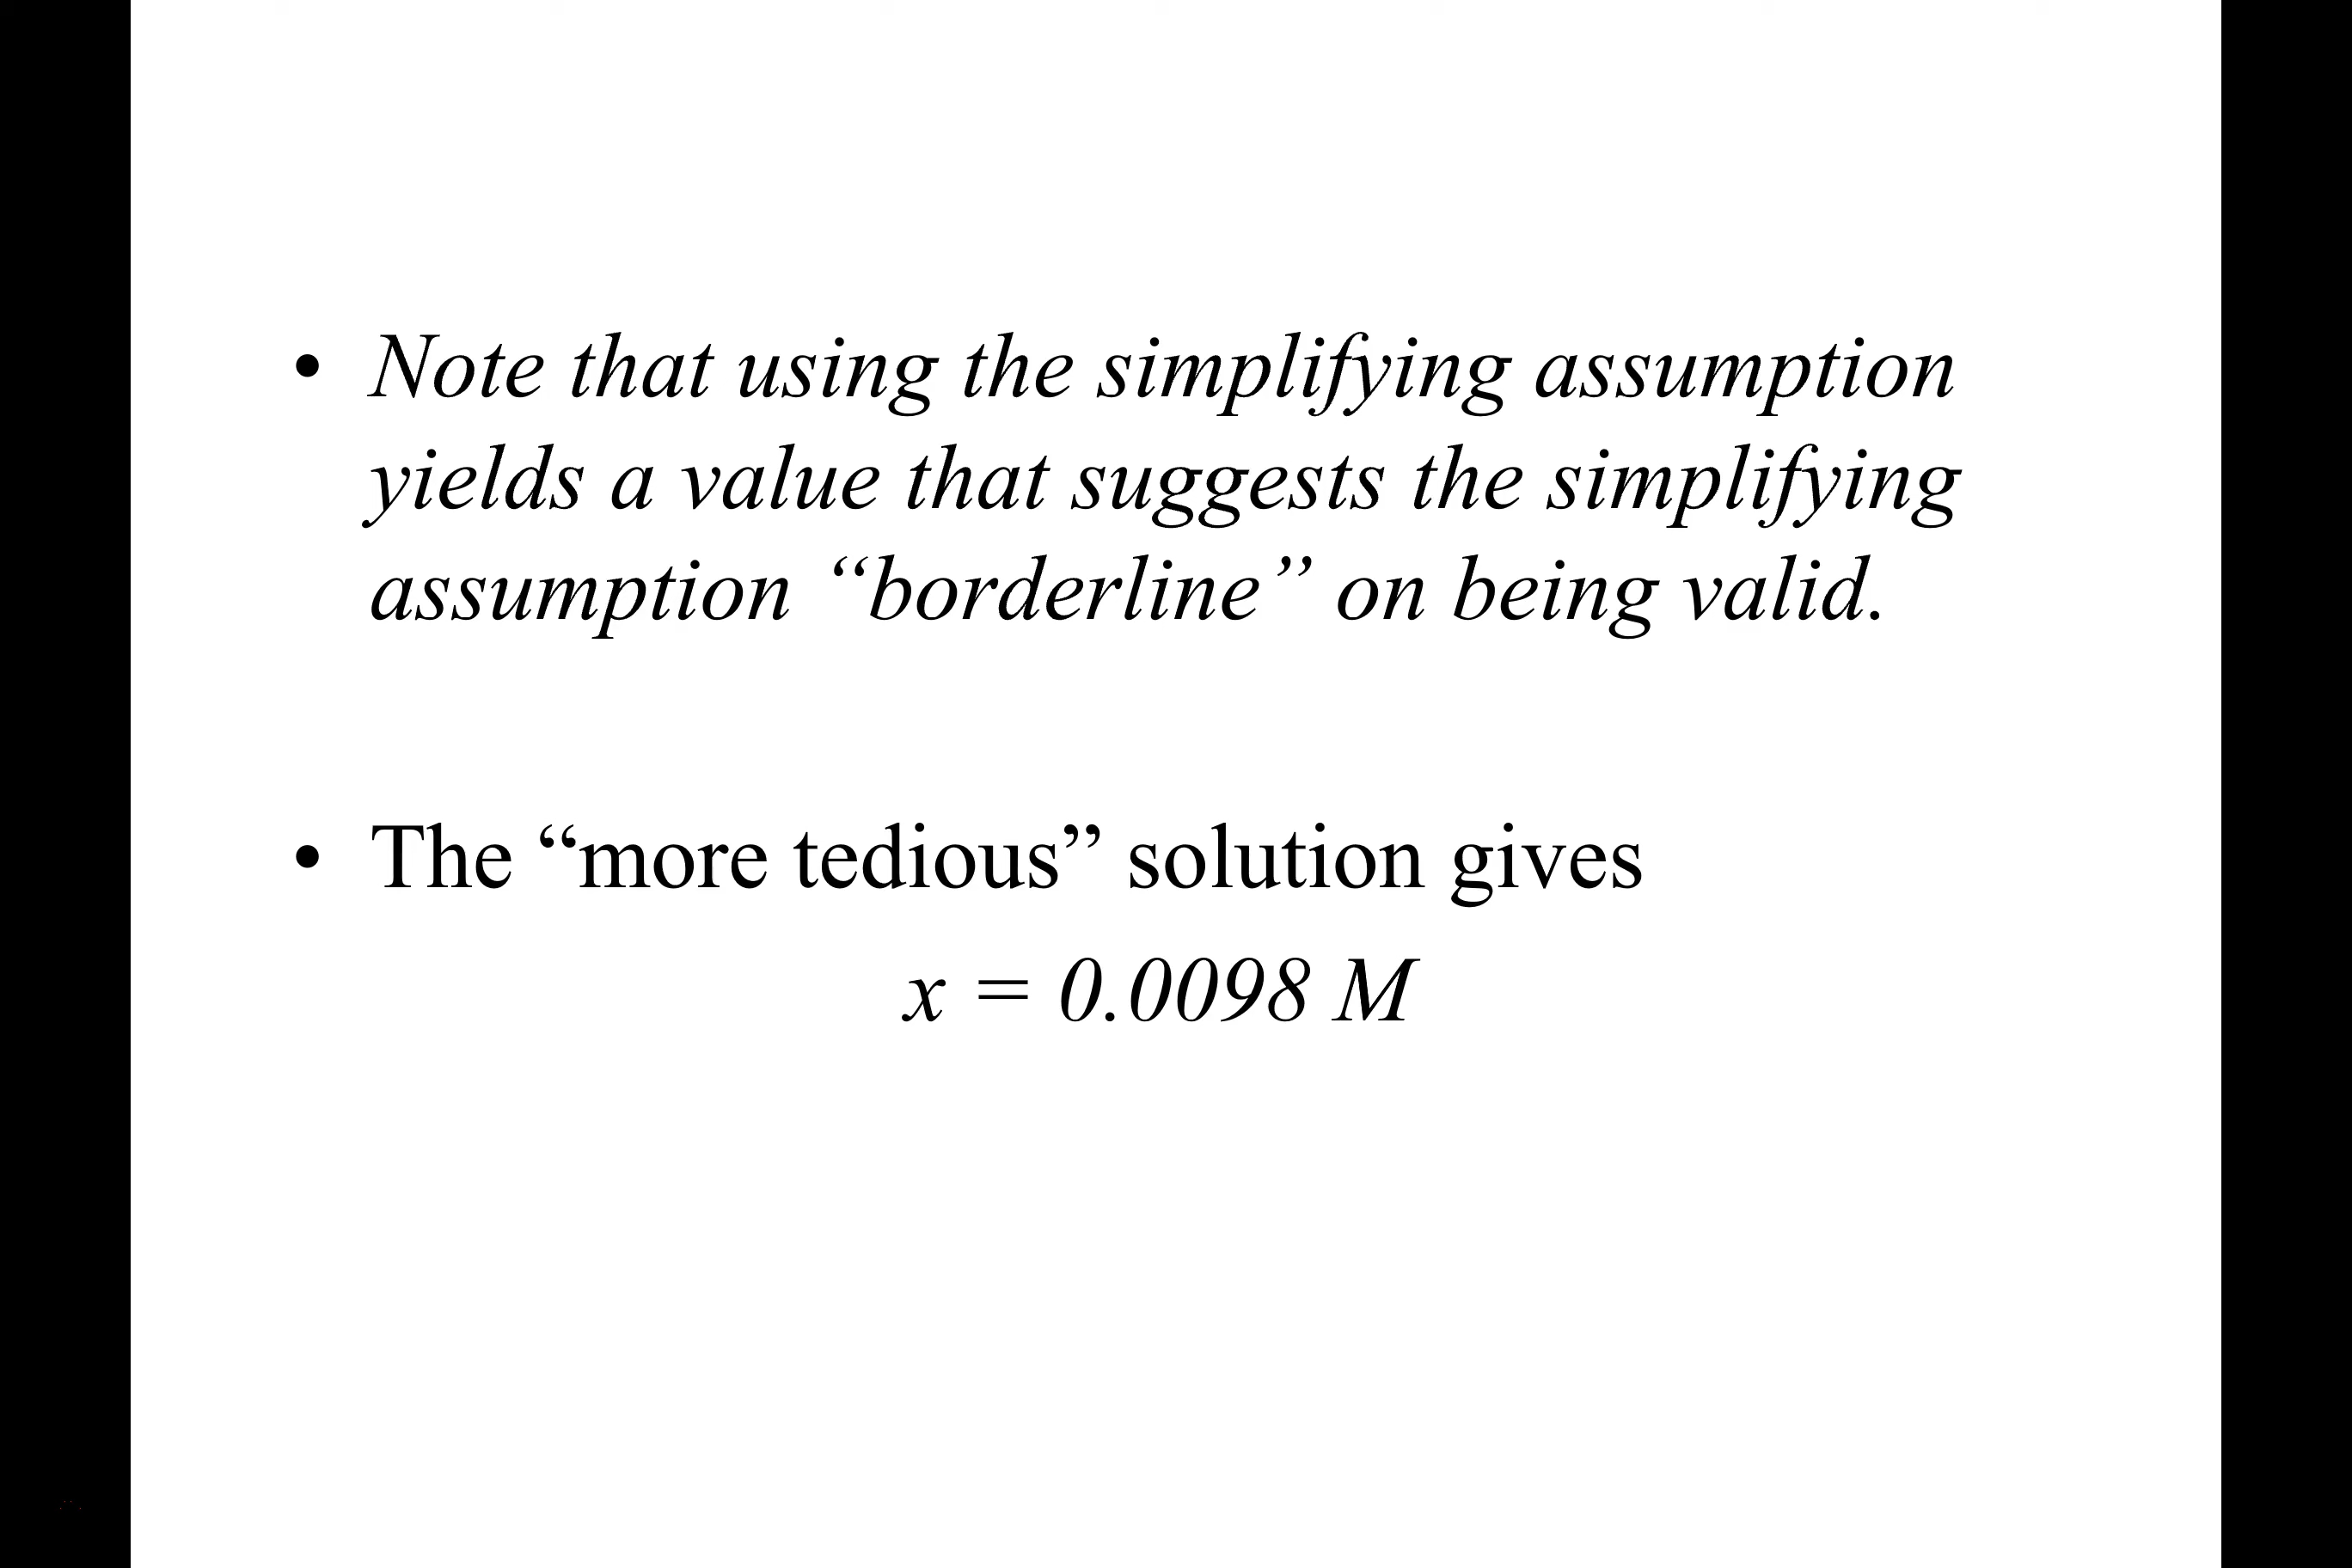 • Note that using the simplifying assumption
yields a value that suggests the simplifying
assumption “borderline” on being valid.
• The “more tedious” solution gives
x = 0.0098 M